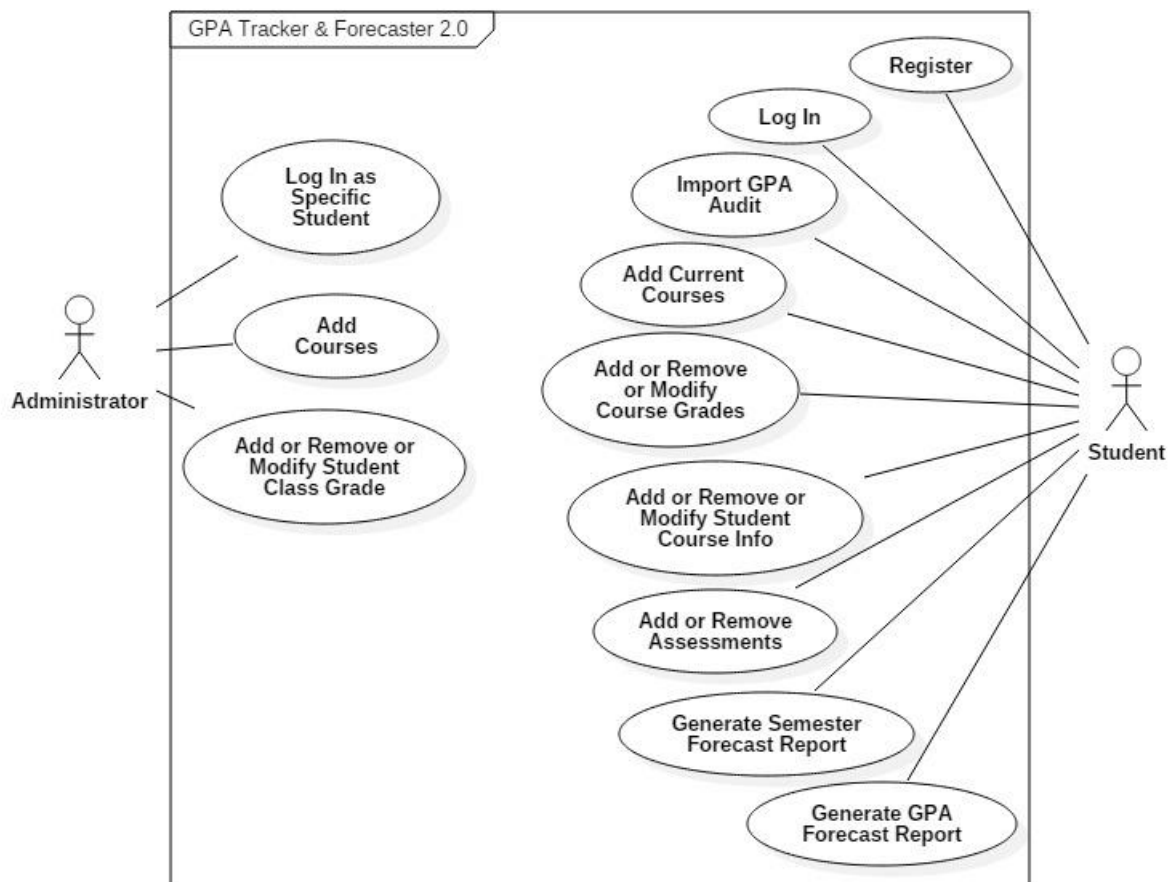 GPA Tracker & Forecaster 2.0
Register
Log In
Log In as
Specific
Student
Import GPA
Audit
Add Current
Courses
Add
Courses
Add or Remove
or Modify
Course Grades
Administrator
Student
Add or Remove or
Modify Student
Class Grade
Add or Remove or
Modify Student
Course Info
Add or Remove
Assessments
Generate Semester
Forecast Report
Generate GPA
Forecast Report